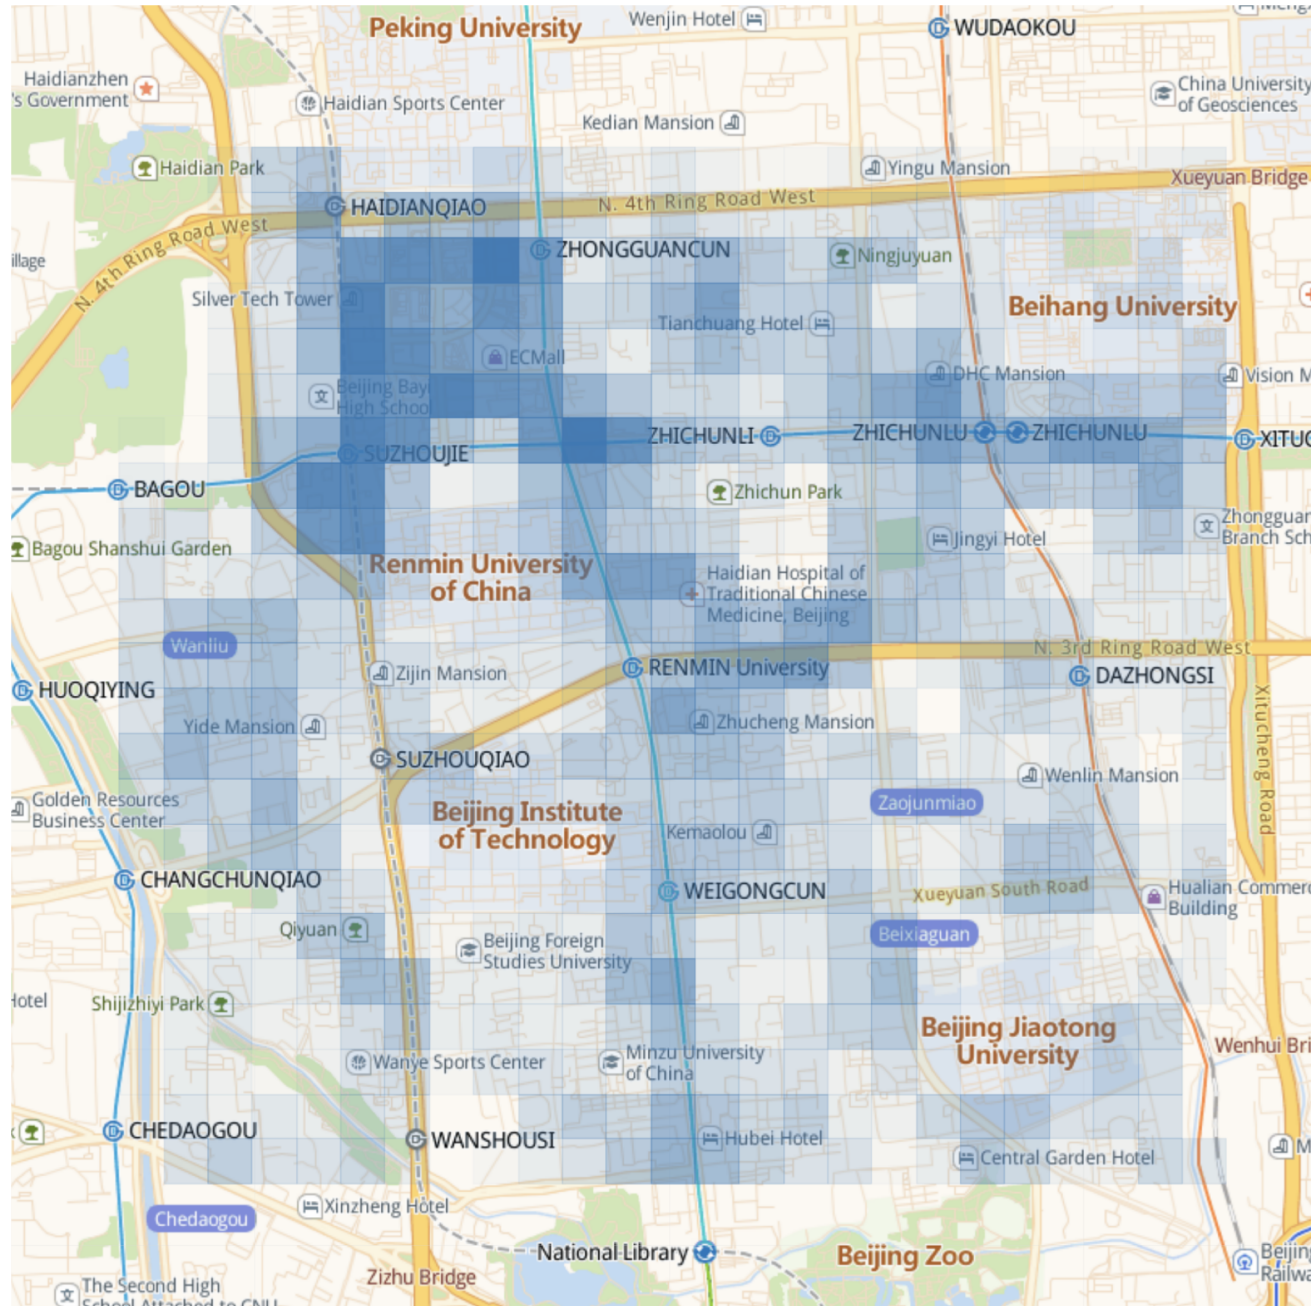 Peking University
Wenjin Hotel
WUDAOKOU
Haidianzhen
's Government
Haidian Sports Center
China University
of Geosciences
Kedian Mansion
Haidian Park
Yingu Mansion
Xueyuan Bridge
HAIDIANQIAO
N. 4th Ring Road West
N. 4th Ring Road West
ZHONGGUANCUN
Ningjuyuan
illage
Silver Tech Tower
Beihang University
Tianchuang Hotel
ECMall
DHC Mansion
Vision M
Beijing Bayi
High School
ZHICHUNLI
ZHICHUNLU
ZHICHUNLU
XITUC
SUZHOUJIE
BAGOU
Zhichun Park
Zhongguan
Branch Sch
Bagou Shanshui Garden
Jingyi Hotel
Renmin University
of China
Haidian Hospital of
Traditional Chinese
Medicine, Beijing
Wanliu
N. 3rd Ring Road West
RENMIN University
Zijin Mansion
DAZHONGSI
HUOQIYING
Yide Mansion
Zhucheng Mansion
Xitucheng Road
SUZHOUQIAO
Wenlin Mansion
Golden Resources
Business Center
Zaojunmiao
Beijing Institute
of Technology
Kemaolou
CHANGCHUNQIAO
WEIGONGCUN
Xueyuan South Road
Hualian Commerc
Building
Qiyuan
Beixiaguan
Beijing Foreign
Studies University
Hotel
Shijizhiyi Park
Beijing Jiaotong
University
Wenhui Bri
Wanye Sports Center
Minzu University
of China
CHEDAOGOU
WANSHOUSI
Hubei Hotel
Central Garden Hotel
M
Chedaogou
Xinzheng Hotel
National Library
Beijing Zoo
Beijing
Railwa
Zizhu Bridge
The Second High
School Attached to CNU